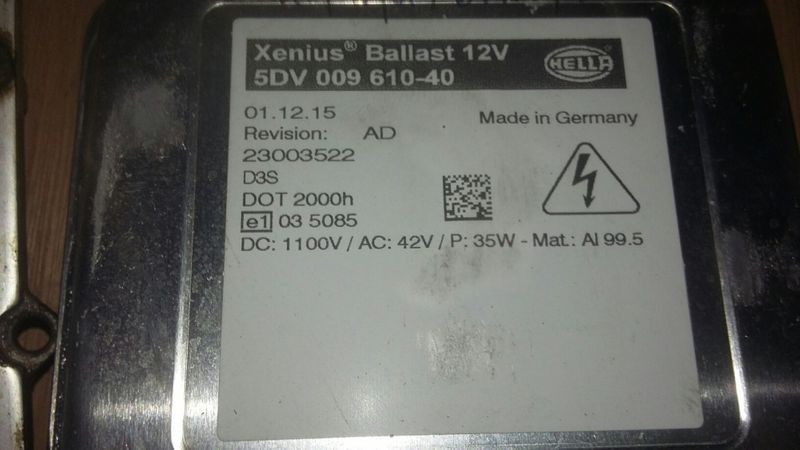 Xenius® Ballast 12V
5DV 009 610-40
HELLA
01.12.15
Made in Germany
Revision: AD
23003522
D3S
DOT 2000h
e1 03 5085
DC: 1100V / AC: 42V / P: 35W - Mat.: Al 99.5